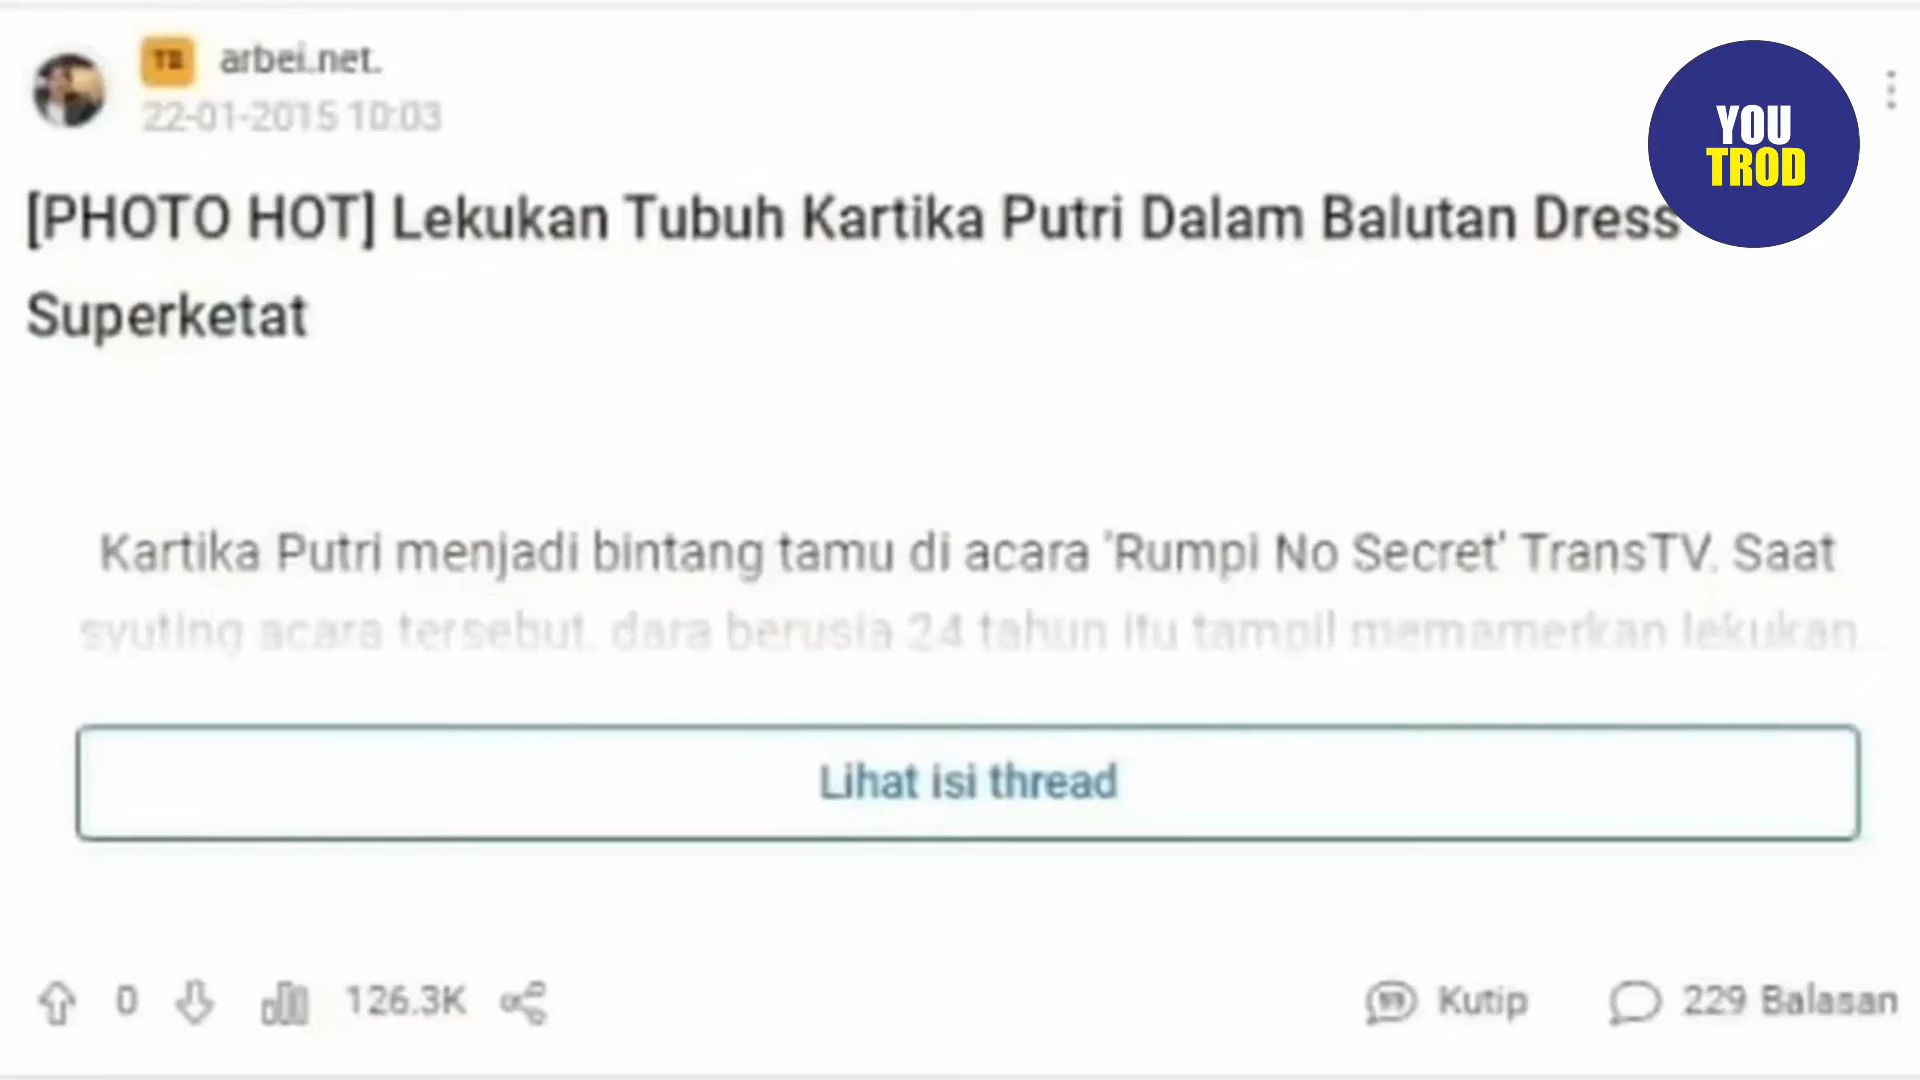 TS arbei.net.
22-01-2015 10:03
YOU
TROD
[PHOTO HOT] Lekukan Tubuh Kartika Putri Dalam Balutan Dress
Superketat
Kartika Putri menjadi bintang tamu di acara 'Rumpi No Secret' TransTV. Saat
syuting acara tersebut, dara berusia 24 tahun itu tampil memamerkan lekukan...
Lihat isi thread
0 126.3K Kutip 229 Balasan